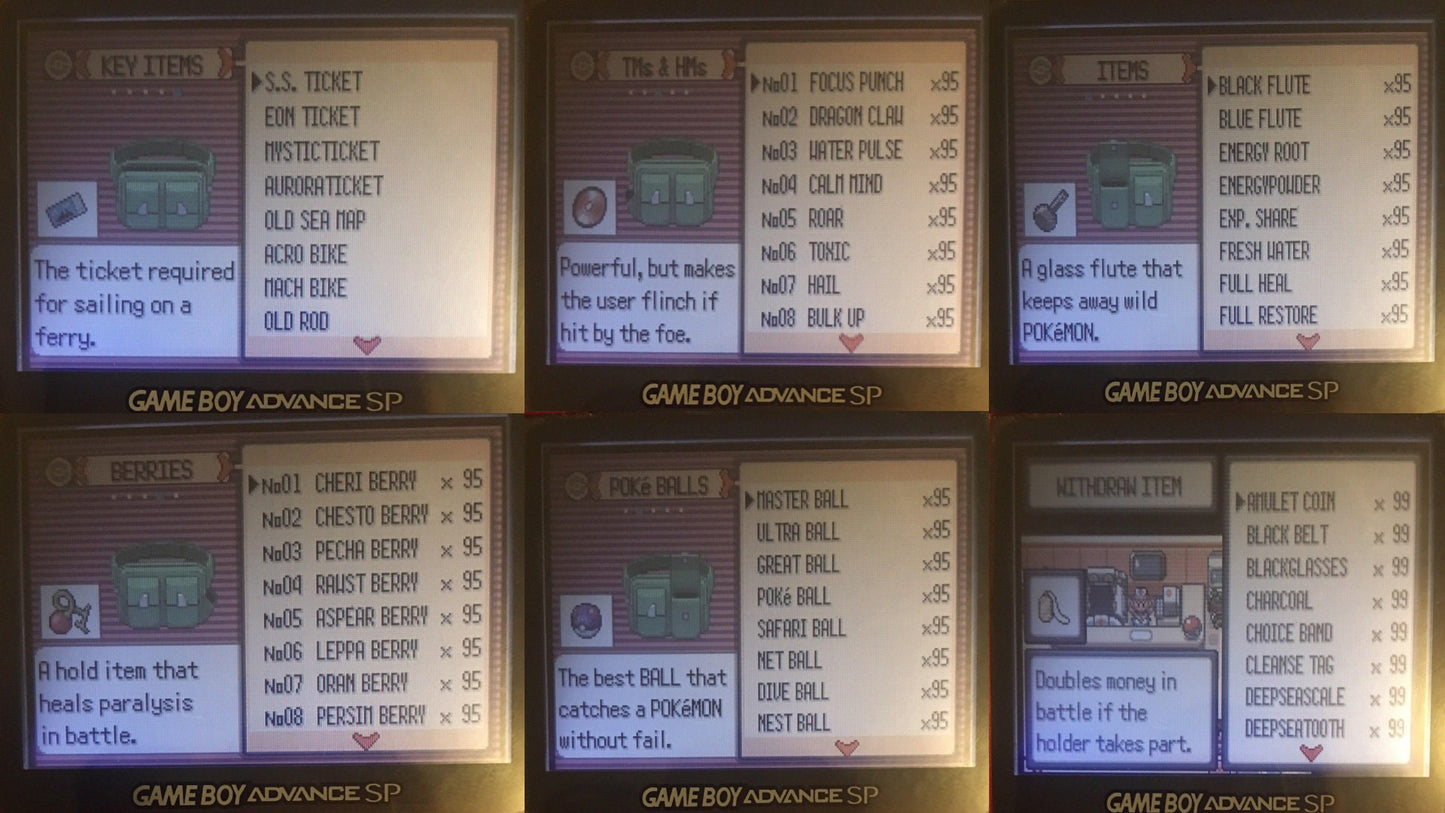 KEY ITEMS
S.S. TICKET
EON TICKET
MYSTICTICKET
AURORATICKET
OLD SEA MAP
ACRO BIKE
MACH BIKE
OLD ROD
The ticket required
for sailing on a
ferry.
GAME BOY ADVANCE SP
TMs & HMs
No01 FOCUS PUNCH x95
No02 DRAGON CLAW x95
No03 WATER PULSE x95
No04 CALM MIND x95
No05 ROAR x95
No06 TOXIC x95
No07 HAIL x95
No08 BULK UP x95
Powerful, but makes
the user flinch if
hit by the foe.
GAME BOY ADVANCE SP
ITEMS
BLACK FLUTE x95
BLUE FLUTE x95
ENERGY ROOT x95
ENERGYPOWDER x95
EXP. SHARE x95
FRESH WATER x95
FULL HEAL x95
FULL RESTORE x95
A glass flute that
keeps away wild
POKéMON.
GAME BOY ADVANCE SP
BERRIES
No01 CHERI BERRY x 95
No02 CHESTO BERRY x 95
No03 PECHA BERRY x 95
No04 RAWST BERRY x 95
No05 ASPEAR BERRY x 95
No06 LEPPA BERRY x 95
No07 ORAN BERRY x 95
No08 PERSIM BERRY x 95
A hold item that
heals paralysis
in battle.
GAME BOY ADVANCE SP
POKé BALLS
MASTER BALL x95
ULTRA BALL x95
GREAT BALL x95
POKé BALL x95
SAFARI BALL x95
NET BALL x95
DIVE BALL x95
NEST BALL x95
The best BALL that
catches a POKéMON
without fail.
GAME BOY ADVANCE SP
WITHDRAW ITEM
AMULET COIN x 99
BLACK BELT x 99
BLACKGLASSES x 99
CHARCOAL x 99
CHOICE BAND x 99
CLEANSE TAG x 99
DEEPSEASCALE x 99
DEEPSEATOOTH x 99
Doubles money in
battle if the
holder takes part.
GAME BOY ADVANCE SP